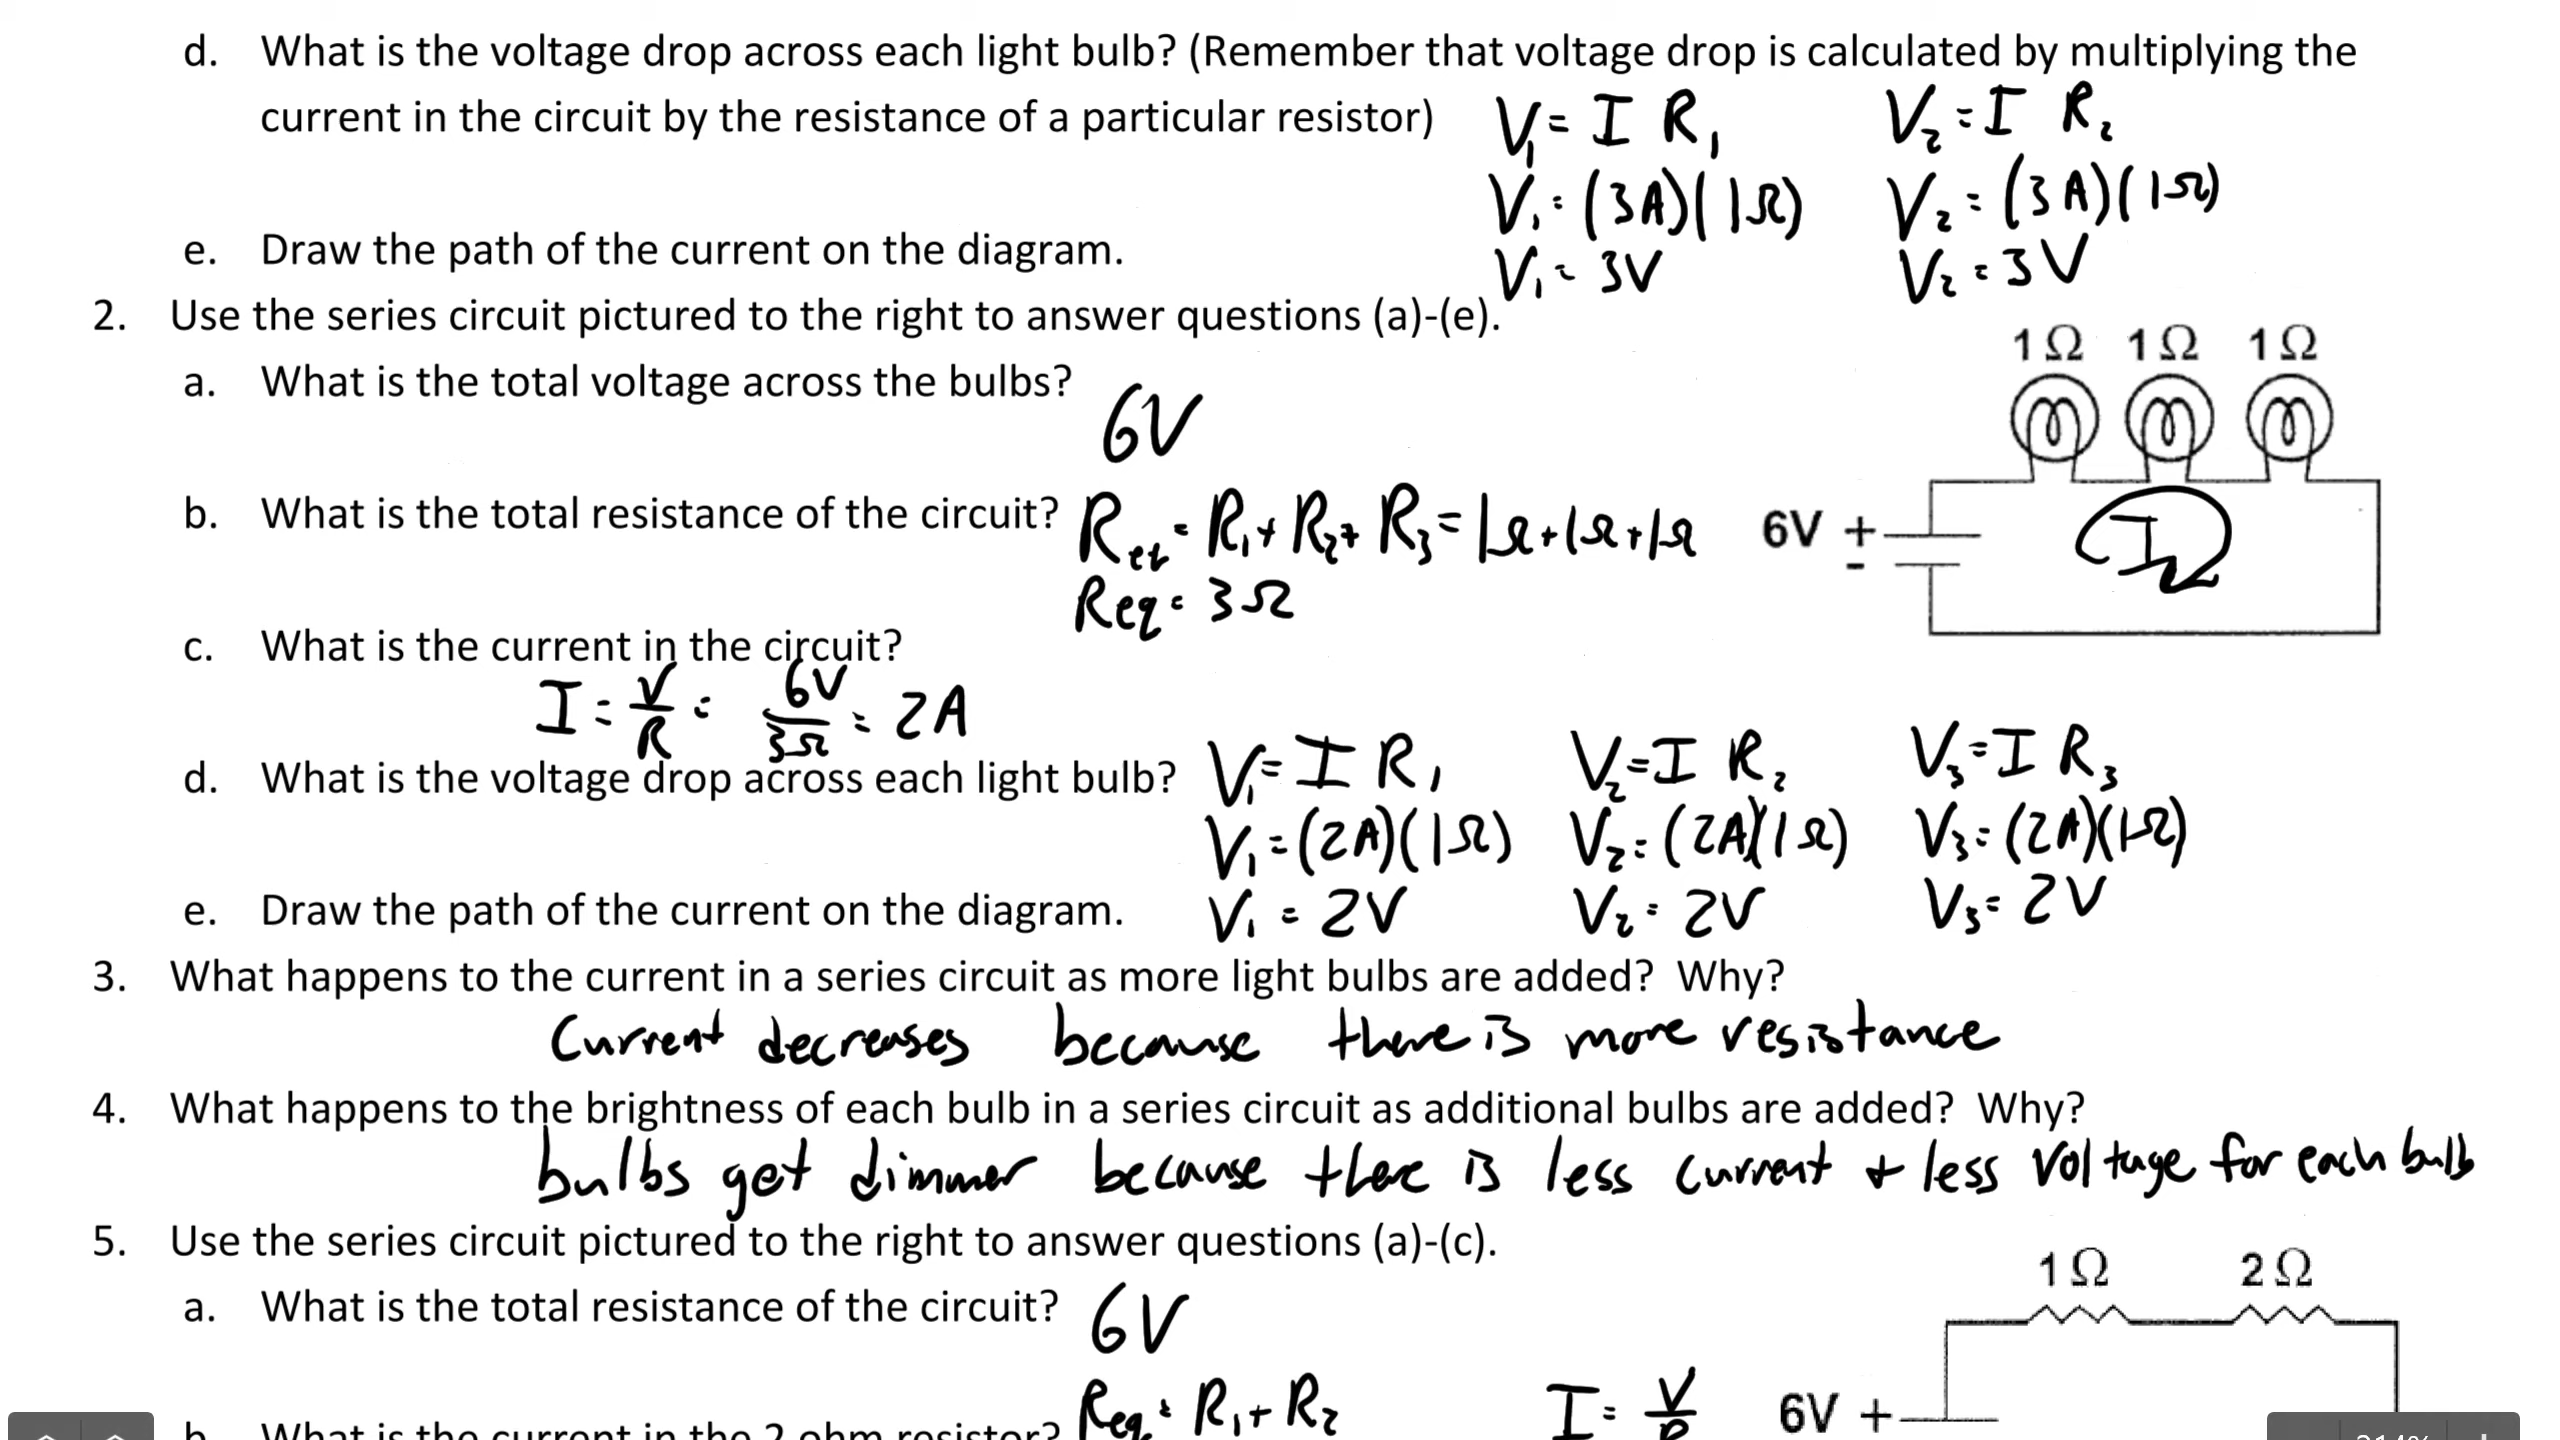 d. What is the voltage drop across each light bulb? (Remember that voltage drop is calculated by multiplying the
current in the circuit by the resistance of a particular resistor)
V₁ = I R₁
V₁ = (3A)(1Ω)
V₁ = 3V
V₂ = I R₂
V₂ = (3A)(1Ω)
V₂ = 3V
e. Draw the path of the current on the diagram.
2. Use the series circuit pictured to the right to answer questions (a)-(e).
1Ω 1Ω 1Ω
6V + -
I
a. What is the total voltage across the bulbs?
6V
b. What is the total resistance of the circuit?
Req = R₁ + R₂ + R₃ = 1Ω + 1Ω + 1Ω
Req = 3Ω
c. What is the current in the circuit?
I = V/R = 6V/3Ω = 2A
d. What is the voltage drop across each light bulb?
V₁ = I R₁
V₁ = (2A)(1Ω)
V₁ = 2V
V₂ = I R₂
V₂ = (2A)(1Ω)
V₂ = 2V
V₃ = I R₃
V₃ = (2A)(1Ω)
V₃ = 2V
e. Draw the path of the current on the diagram.
3. What happens to the current in a series circuit as more light bulbs are added? Why?
Current decreases because there is more resistance
4. What happens to the brightness of each bulb in a series circuit as additional bulbs are added? Why?
bulbs get dimmer because there is less current + less voltage for each bulb
5. Use the series circuit pictured to the right to answer questions (a)-(c).
1Ω 2Ω
6V +
a. What is the total resistance of the circuit?
6V
Req = R₁ + R₂
I = V/R
b. What is the current in the 2 ohm resistor?